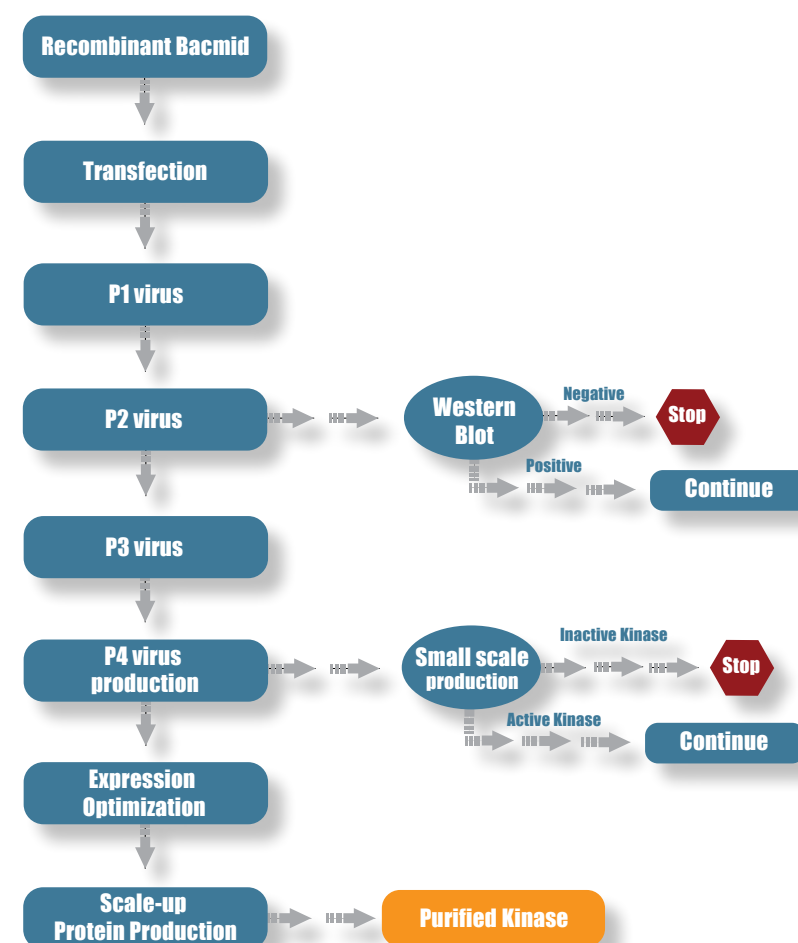 Recombinant Bacmid
Transfection
P1 virus
P2 virus
Western
Blot
Negative
Stop
Positive
Continue
P3 virus
P4 virus
production
Small scale
production
Inactive Kinase
Stop
Active Kinase
Continue
Expression
Optimization
Scale-up
Protein Production
Purified Kinase